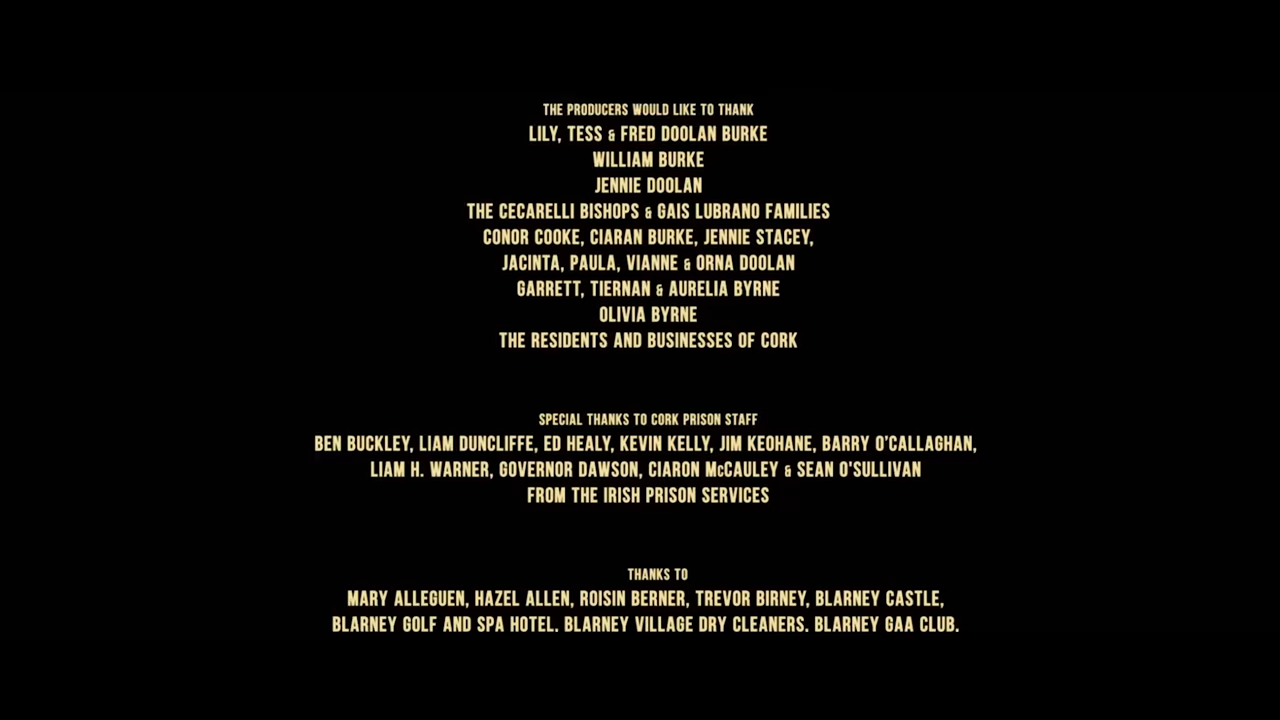 THE PRODUCERS WOULD LIKE TO THANK
LILY, TESS & FRED DOOLAN BURKE
WILLIAM BURKE
JENNIE DOOLAN
THE CECARELLI BISHOPS & GAIS LUBRANO FAMILIES
CONOR COOKE, CIARAN BURKE, JENNIE STACEY,
JACINTA, PAULA, VIANNE & ORNA DOOLAN
GARRETT, TIERNAN & AURELIA BYRNE
OLIVIA BYRNE
THE RESIDENTS AND BUSINESSES OF CORK
SPECIAL THANKS TO CORK PRISON STAFF
BEN BUCKLEY, LIAM DUNCLIFFE, ED HEALY, KEVIN KELLY, JIM KEOHANE, BARRY O'CALLAGHAN,
LIAM H. WARNER, GOVERNOR DAWSON, CIARON McCAULEY & SEAN O'SULLIVAN
FROM THE IRISH PRISON SERVICES
THANKS TO
MARY ALLEGUEN, HAZEL ALLEN, ROISIN BERNER, TREVOR BIRNEY, BLARNEY CASTLE,
BLARNEY GOLF AND SPA HOTEL. BLARNEY VILLAGE DRY CLEANERS. BLARNEY GAA CLUB.